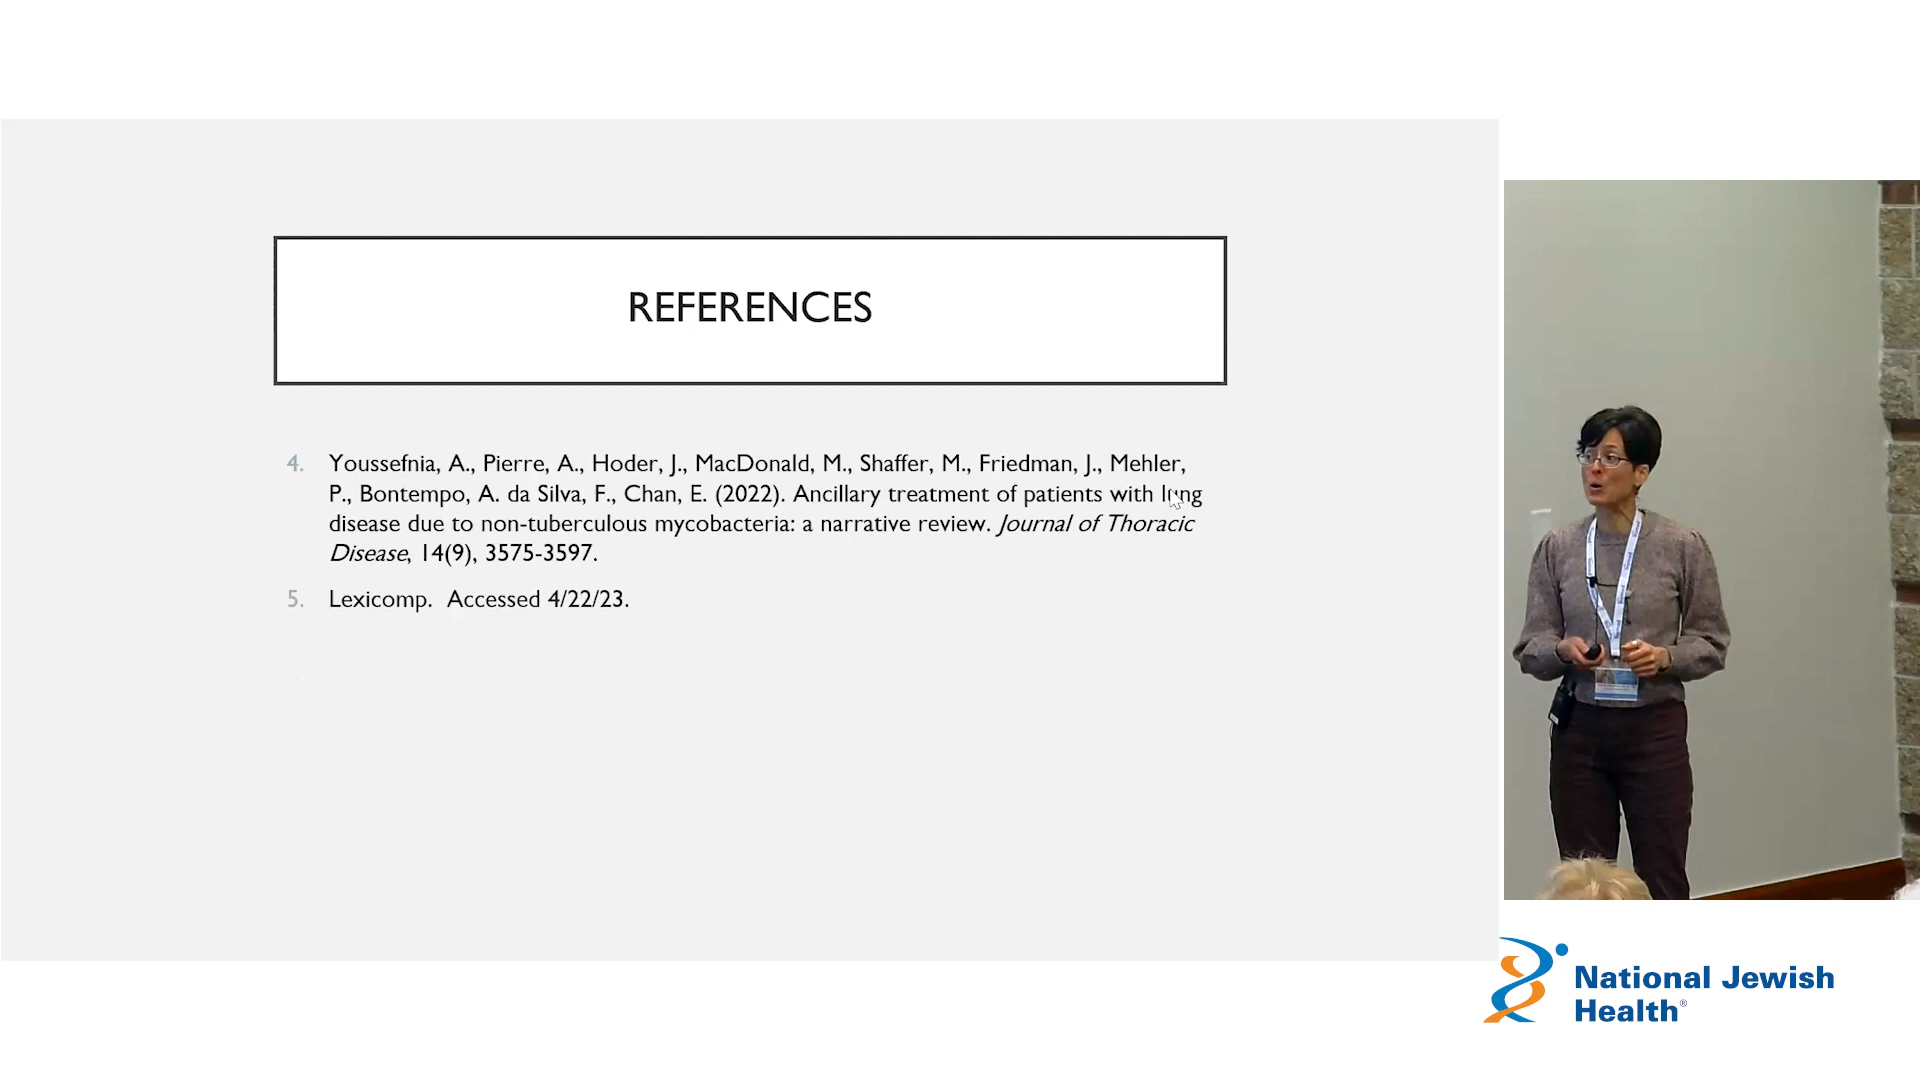 REFERENCES
4. Youssefnia, A., Pierre, A., Hoder, J., MacDonald, M., Shaffer, M., Friedman, J., Mehler,
P., Bontempo, A. da Silva, F., Chan, E. (2022). Ancillary treatment of patients with lung
disease due to non-tuberculous mycobacteria: a narrative review. Journal of Thoracic
Disease, 14(9), 3575-3597.
5. Lexicomp. Accessed 4/22/23.
National Jewish
Health®